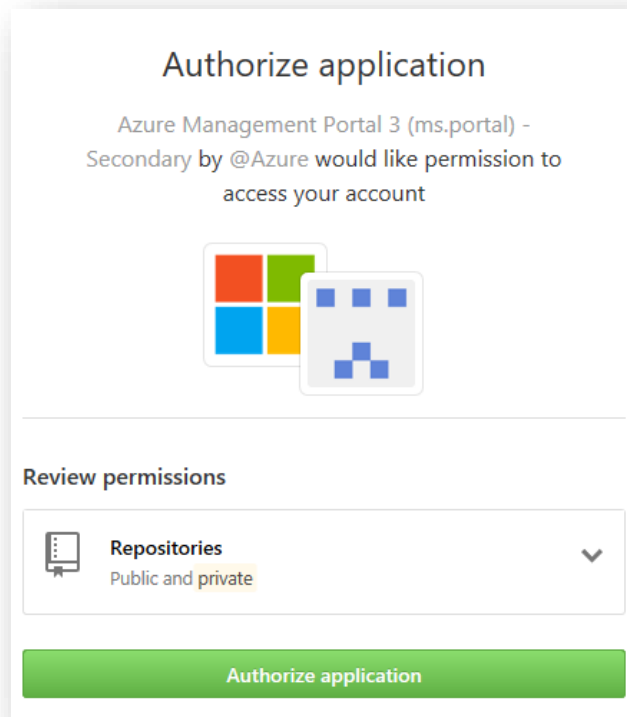 Authorize application
Azure Management Portal 3 (ms.portal) -
Secondary by @Azure would like permission to
access your account
Review permissions
Repositories
Public and private
Authorize application